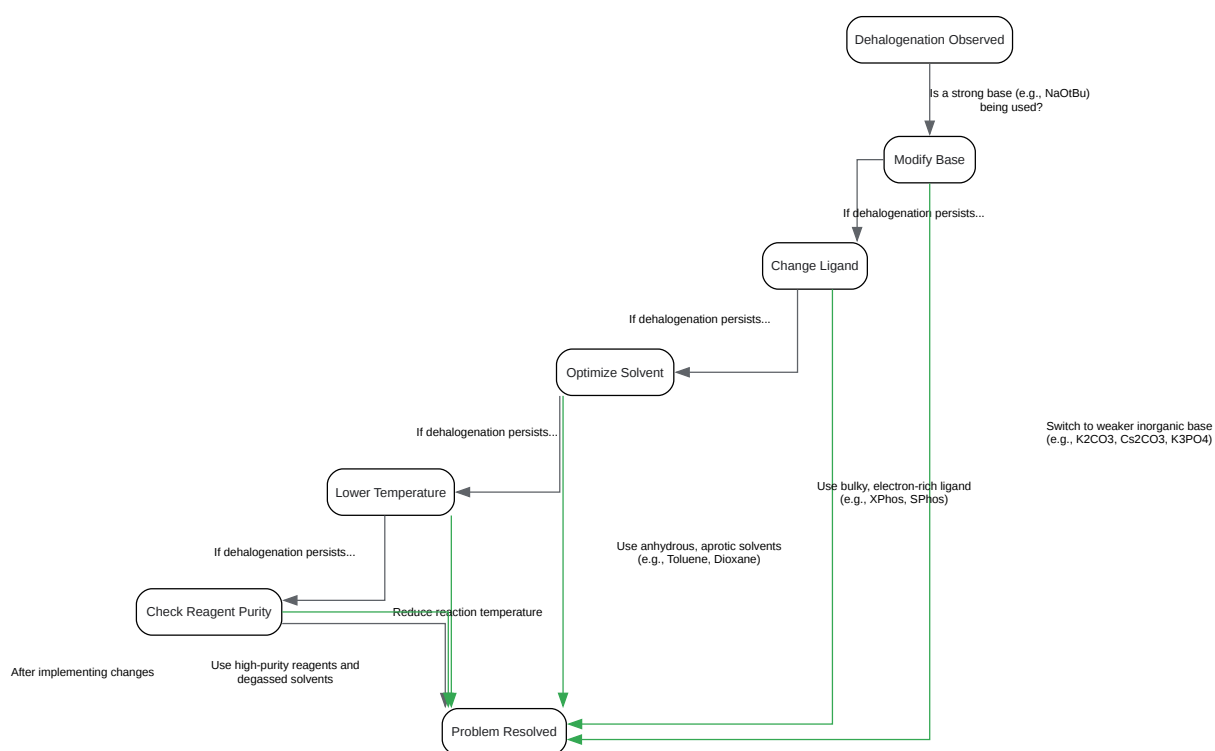 Dehalogenation Observed
Is a strong base (e.g., NaOtBu)
being used?
Modify Base
If dehalogenation persists...
Change Ligand
If dehalogenation persists...
Optimize Solvent
If dehalogenation persists...
Switch to weaker inorganic base
(e.g., K2CO3, Cs2CO3, K3PO4)
Lower Temperature
Use bulky, electron-rich ligand
(e.g., XPhos, SPhos)
If dehalogenation persists...
Use anhydrous, aprotic solvents
(e.g., Toluene, Dioxane)
Check Reagent Purity
Reduce reaction temperature
After implementing changes
Use high-purity reagents and
degassed solvents
Problem Resolved